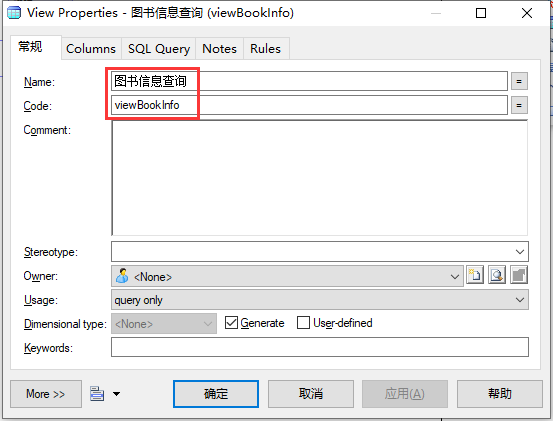 View Properties - 图书信息查询 (viewBookInfo)
常规 Columns SQL Query Notes Rules
Name: 图书信息查询 =
Code: viewBookInfo =
Comment:
Stereotype:
Owner: <None>
Usage: query only
Dimensional type: <None> Generate User-defined
Keywords:
More >> 确定 取消 应用(A) 帮助